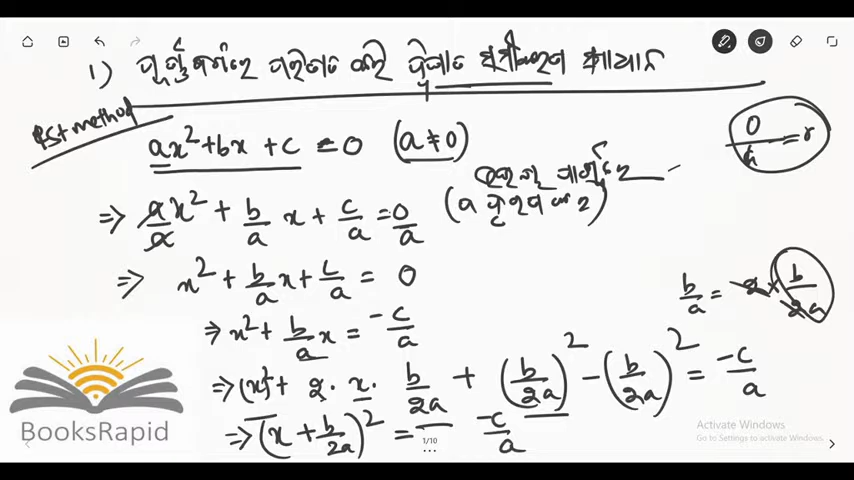 1) ପୂର୍ଣ୍ଣବର୍ଗରେ ପରିଣତ କରି ଦ୍ୱିଘାତ ସମୀକରଣ ସମାଧାନ
1st method
ax² + bx + c = 0 (a ≠ 0)
0/a = 0
⇒ a/a x² + b/a x + c/a = 0/a
⇒ x² + b/a x + c/a = 0
b/a = 2 × b/2a
⇒ x² + b/a x = -c/a
⇒ (x)² + 2 · x · b/2a + (b/2a)² - (b/2a)² = -c/a
⇒ (x + b/2a)² = -c/a
BooksRapid
1/10
Activate Windows
Go to Settings to activate Windows.